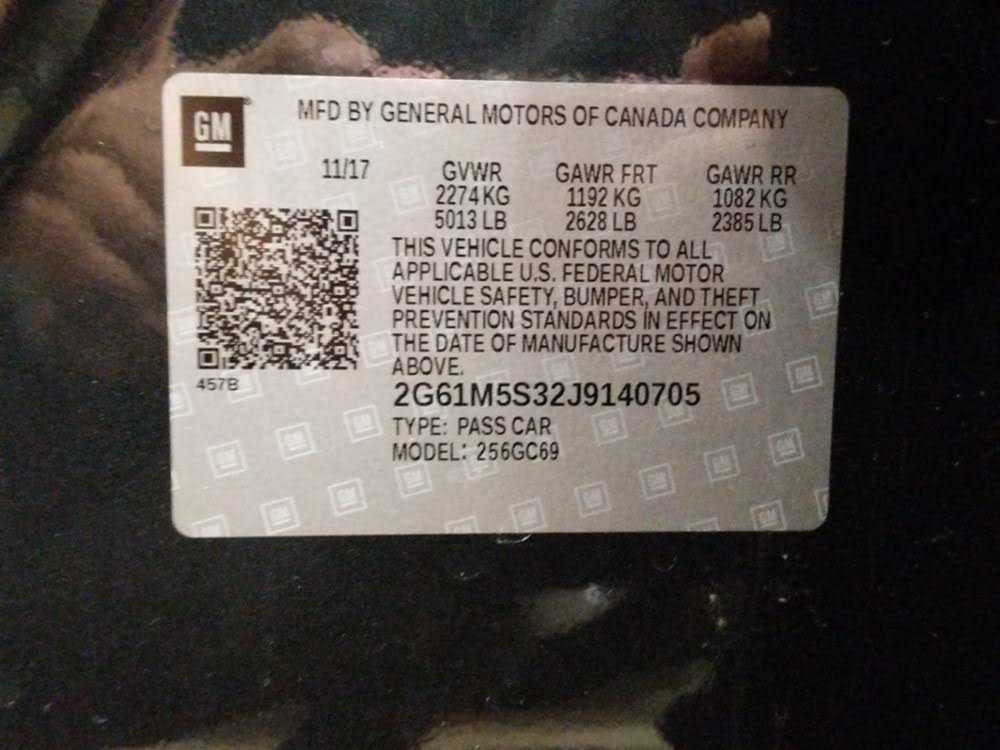 GM
MFD BY GENERAL MOTORS OF CANADA COMPANY
11/17 GVWR GAWR FRT GAWR RR
2274 KG 1192 KG 1082 KG
5013 LB 2628 LB 2385 LB
THIS VEHICLE CONFORMS TO ALL
APPLICABLE U.S. FEDERAL MOTOR
VEHICLE SAFETY, BUMPER, AND THEFT
PREVENTION STANDARDS IN EFFECT ON
THE DATE OF MANUFACTURE SHOWN
ABOVE.
457B
2G61M5S32J9140705
TYPE: PASS CAR
MODEL: 256GC69